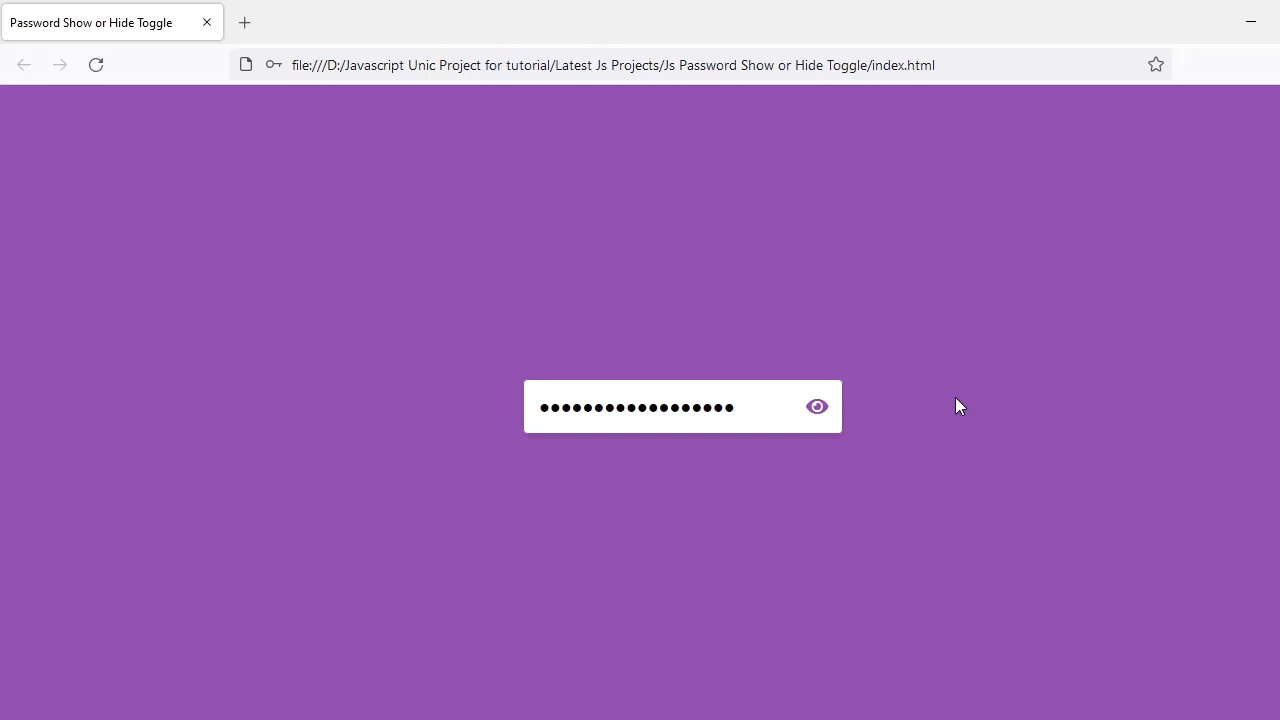 Password Show or Hide Toggle
file:///D:/Javascript Unic Project for tutorial/Latest Js Projects/Js Password Show or Hide Toggle/index.html
••••••••••••••••••